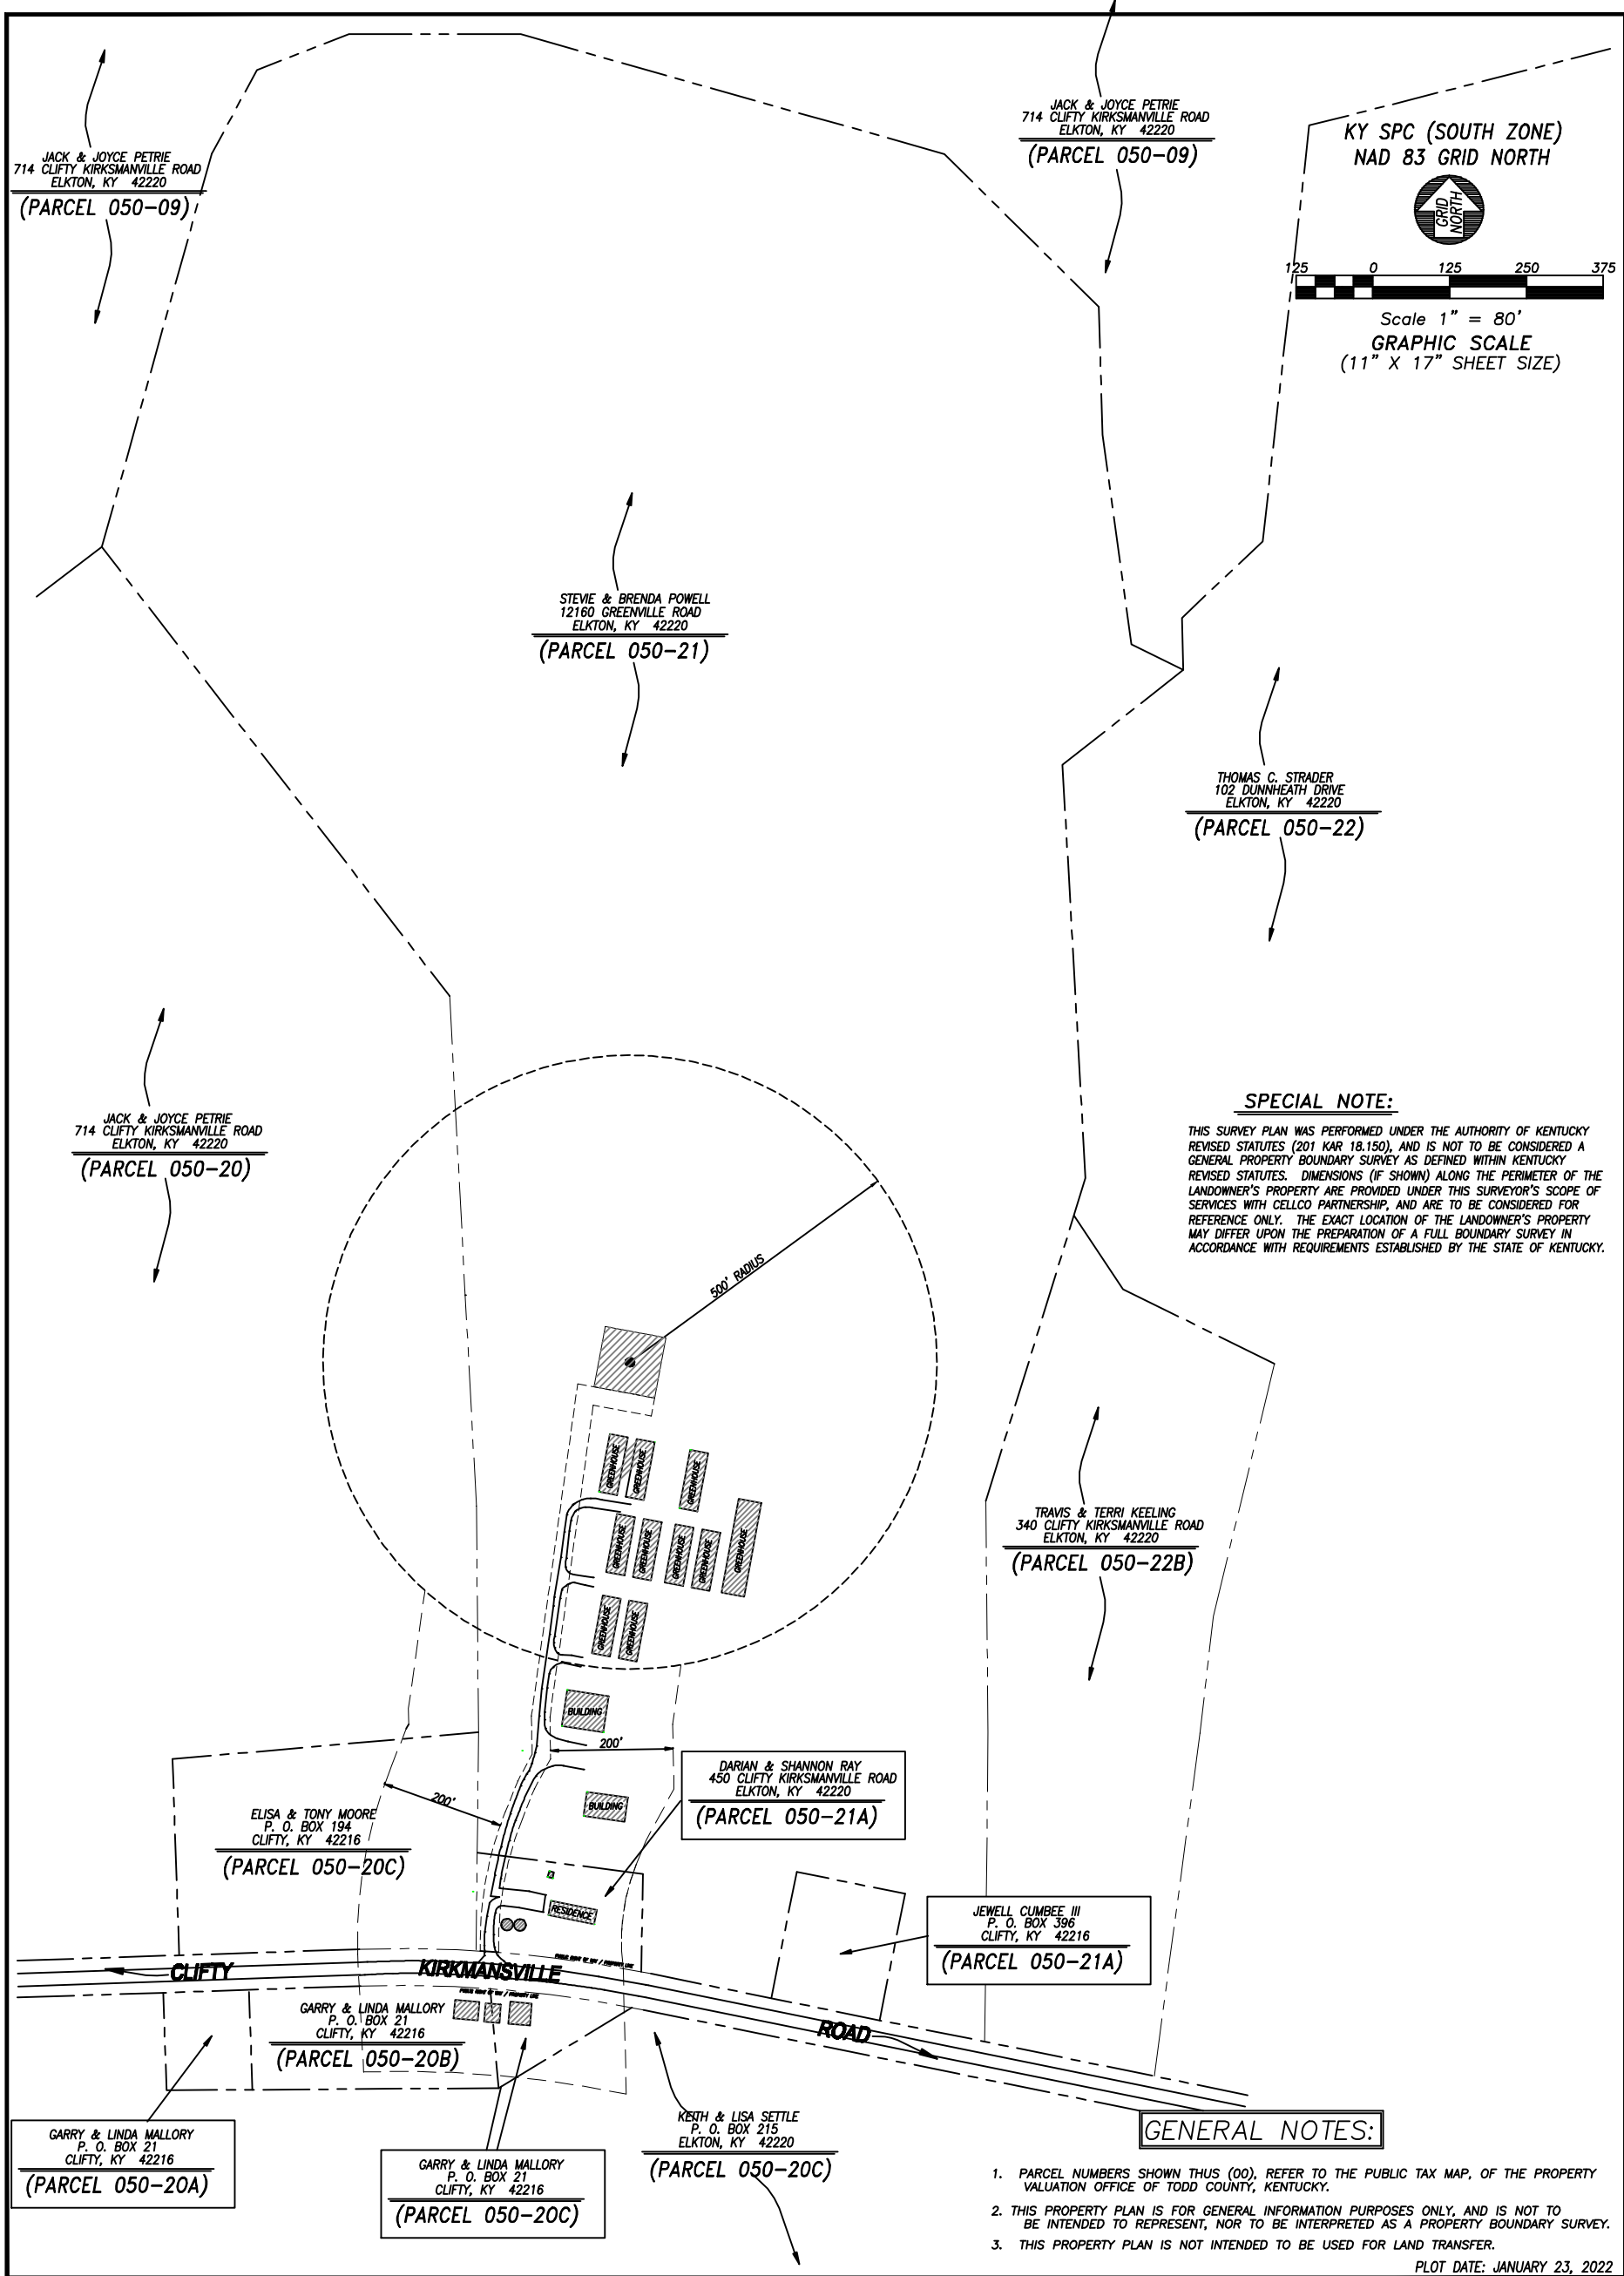 JACK & JOYCE PETRIE
714 CLIFTY KIRKSMANVILLE ROAD
ELKTON, KY 42220
(PARCEL 050-09)
JACK & JOYCE PETRIE
714 CLIFTY KIRKSMANVILLE ROAD
ELKTON, KY 42220
(PARCEL 050-09)
KY SPC (SOUTH ZONE)
NAD 83 GRID NORTH
GRID
NORTH
125 0 125 250 375
Scale 1" = 80'
GRAPHIC SCALE
(11" X 17" SHEET SIZE)
STEVIE & BRENDA POWELL
12160 GREENVILLE ROAD
ELKTON, KY 42220
(PARCEL 050-21)
THOMAS C. STRADER
102 DUNNHEATH DRIVE
ELKTON, KY 42220
(PARCEL 050-22)
JACK & JOYCE PETRIE
714 CLIFTY KIRKSMANVILLE ROAD
ELKTON, KY 42220
(PARCEL 050-20)
SPECIAL NOTE:
THIS SURVEY PLAN WAS PERFORMED UNDER THE AUTHORITY OF KENTUCKY
REVISED STATUTES (201 KAR 18.150), AND IS NOT TO BE CONSIDERED A
GENERAL PROPERTY BOUNDARY SURVEY AS DEFINED WITHIN KENTUCKY
REVISED STATUTES. DIMENSIONS (IF SHOWN) ALONG THE PERIMETER OF THE
LANDOWNER'S PROPERTY ARE PROVIDED UNDER THIS SURVEYOR'S SCOPE OF
SERVICES WITH CELLCO PARTNERSHIP, AND ARE TO BE CONSIDERED FOR
REFERENCE ONLY. THE EXACT LOCATION OF THE LANDOWNER'S PROPERTY
MAY DIFFER UPON THE PREPARATION OF A FULL BOUNDARY SURVEY IN
ACCORDANCE WITH REQUIREMENTS ESTABLISHED BY THE STATE OF KENTUCKY.
500' RADIUS
GREENHOUSE
GREENHOUSE
GREENHOUSE
GREENHOUSE
GREENHOUSE
GREENHOUSE
GREENHOUSE
GREENHOUSE
GREENHOUSE
GREENHOUSE
TRAVIS & TERRI KEELING
340 CLIFTY KIRKSMANVILLE ROAD
ELKTON, KY 42220
(PARCEL 050-22B)
BUILDING
200'
DARIAN & SHANNON RAY
450 CLIFTY KIRKSMANVILLE ROAD
ELKTON, KY 42220
(PARCEL 050-21A)
200'
BUILDING
ELISA & TONY MOORE
P. O. BOX 194
CLIFTY, KY 42216
(PARCEL 050-20C)
RESIDENCE
JEWELL CUMBEE III
P. O. BOX 396
CLIFTY, KY 42216
(PARCEL 050-21A)
PUBLIC RIGHT OF WAY / PROPERTY LINE
CLIFTY KIRKMANSVILLE ROAD
PUBLIC RIGHT OF WAY / PROPERTY LINE
GARRY & LINDA MALLORY
P. O. BOX 21
CLIFTY, KY 42216
(PARCEL 050-20B)
GARRY & LINDA MALLORY
P. O. BOX 21
CLIFTY, KY 42216
(PARCEL 050-20A)
GARRY & LINDA MALLORY
P. O. BOX 21
CLIFTY, KY 42216
(PARCEL 050-20C)
KEITH & LISA SETTLE
P. O. BOX 215
ELKTON, KY 42220
(PARCEL 050-20C)
GENERAL NOTES:
1. PARCEL NUMBERS SHOWN THUS (00), REFER TO THE PUBLIC TAX MAP, OF THE PROPERTY
VALUATION OFFICE OF TODD COUNTY, KENTUCKY.
2. THIS PROPERTY PLAN IS FOR GENERAL INFORMATION PURPOSES ONLY, AND IS NOT TO
BE INTENDED TO REPRESENT, NOR TO BE INTERPRETED AS A PROPERTY BOUNDARY SURVEY.
3. THIS PROPERTY PLAN IS NOT INTENDED TO BE USED FOR LAND TRANSFER.
PLOT DATE: JANUARY 23, 2022